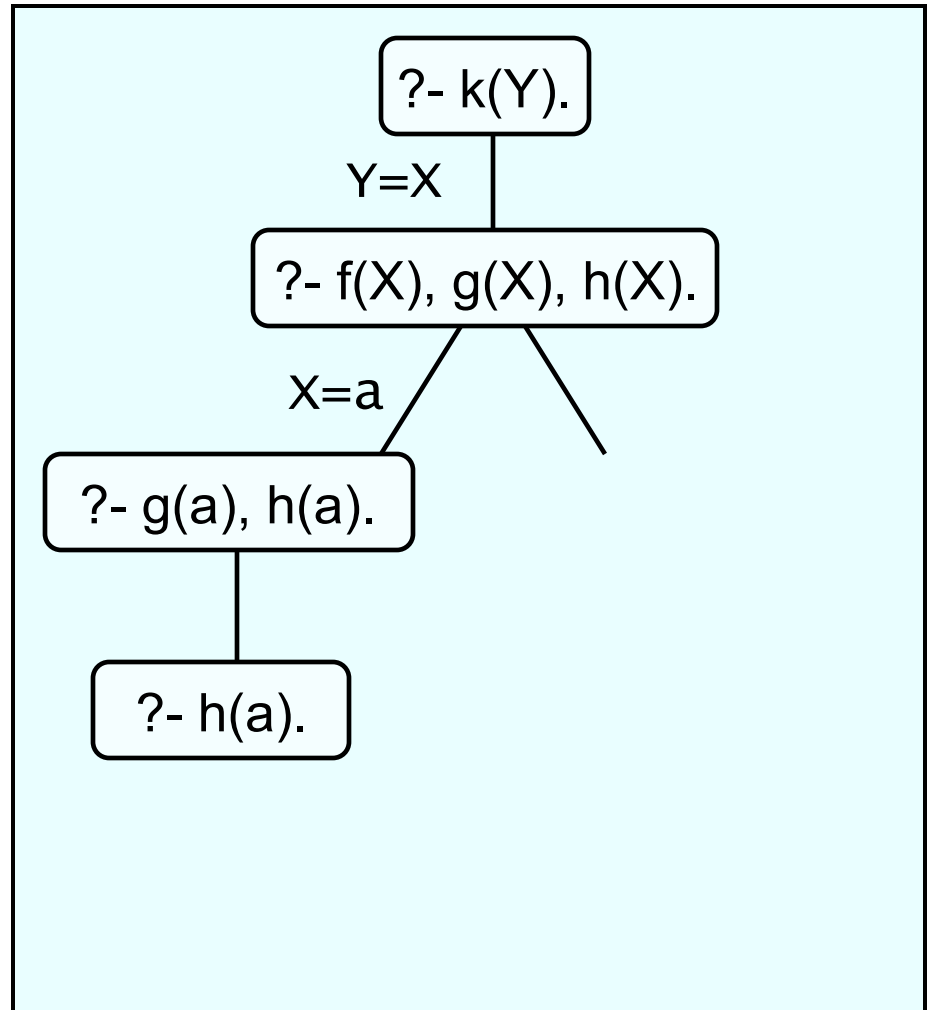 ?- k(Y).
Y=X
?- f(X), g(X), h(X).
X=a
?- g(a), h(a).
?- h(a).